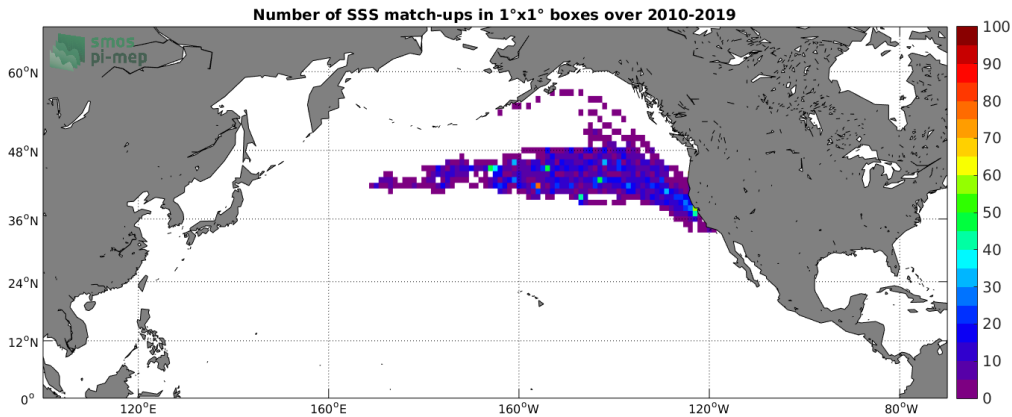 Number of SSS match-ups in 1°x1° boxes over 2010-2019
smos
pi-mep
100
90
80
70
60
50
40
30
20
10
0
60°N
48°N
36°N
24°N
12°N
0°
120°E
160°E
160°W
120°W
80°W